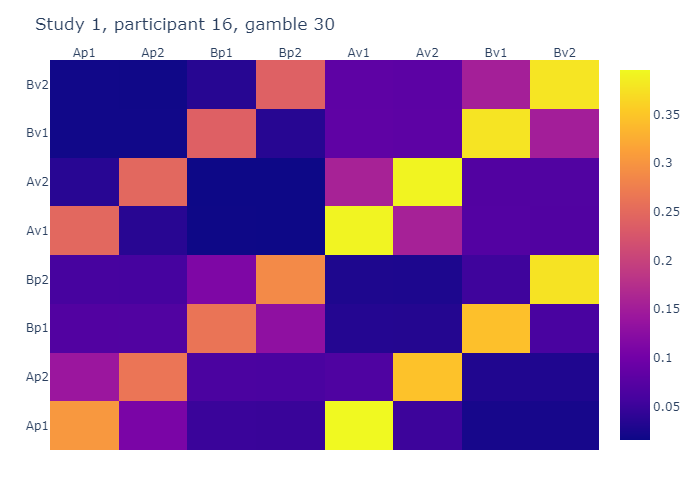 Study 1, participant 16, gamble 30
Ap1 Ap2 Bp1 Bp2 Av1 Av2 Bv1 Bv2
Bv2
Bv1
Av2
Av1
Bp2
Bp1
Ap2
Ap1
0.35
0.3
0.25
0.2
0.15
0.1
0.05